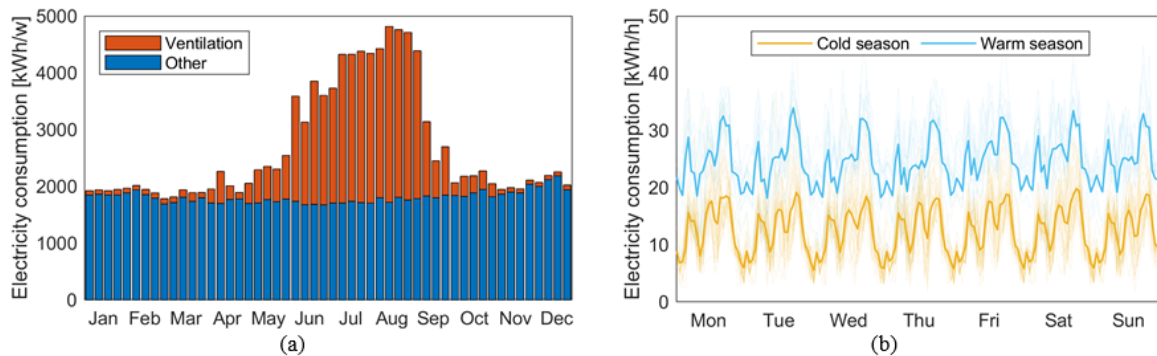 Electricity consumption [kWh/w]
5000
4000
3000
2000
1000
0
Ventilation
Other
Jan Feb Mar Apr May Jun Jul Aug Sep Oct Nov Dec
(a)
Electricity consumption [kWh/h]
50
40
30
20
10
0
Cold season Warm season
Mon Tue Wed Thu Fri Sat Sun
(b)